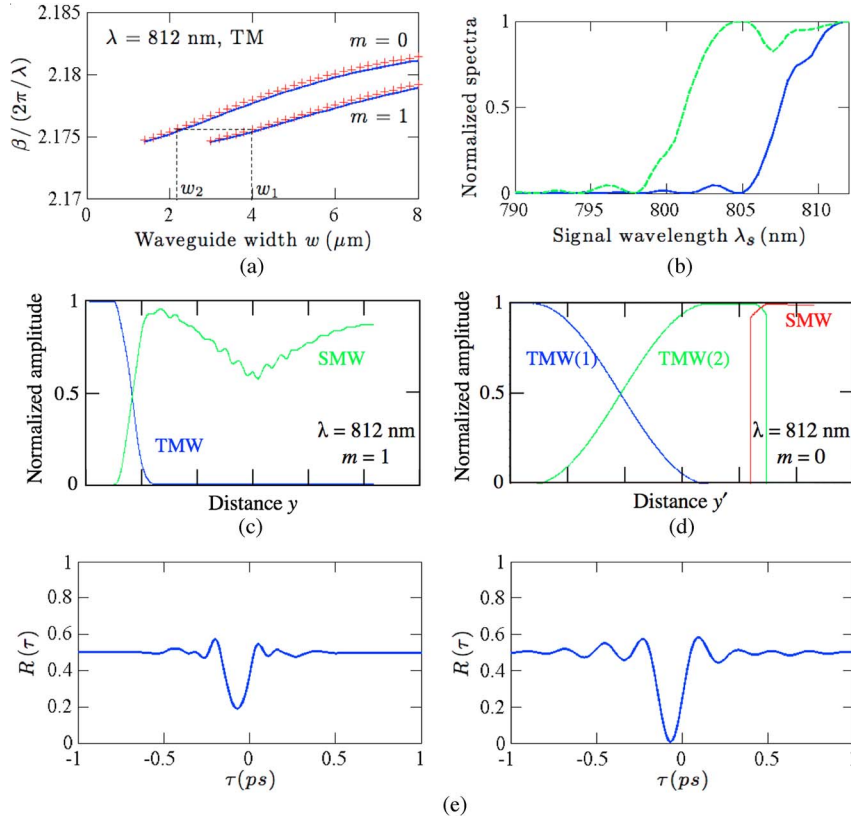 2.185
2.18
2.175
2.17
β/(2π/λ)
λ = 812 nm, TM
m = 0
m = 1
w₂
w₁
0
2
4
6
8
Waveguide width w (μm)
(a)
1
0.5
0
Normalized spectra
790
795
800
805
810
Signal wavelength λₛ (nm)
(b)
1
0.5
0
Normalized amplitude
SMW
TMW
λ = 812 nm
m = 1
Distance y
(c)
1
0.5
0
Normalized amplitude
TMW(1)
TMW(2)
SMW
λ = 812 nm
m = 0
Distance y′
(d)
1
0.8
0.6
0.4
0.2
0
R(τ)
-1
-0.5
0
0.5
1
τ(ps)
1
0.8
0.6
0.4
0.2
0
R(τ)
-1
-0.5
0
0.5
1
τ(ps)
(e)